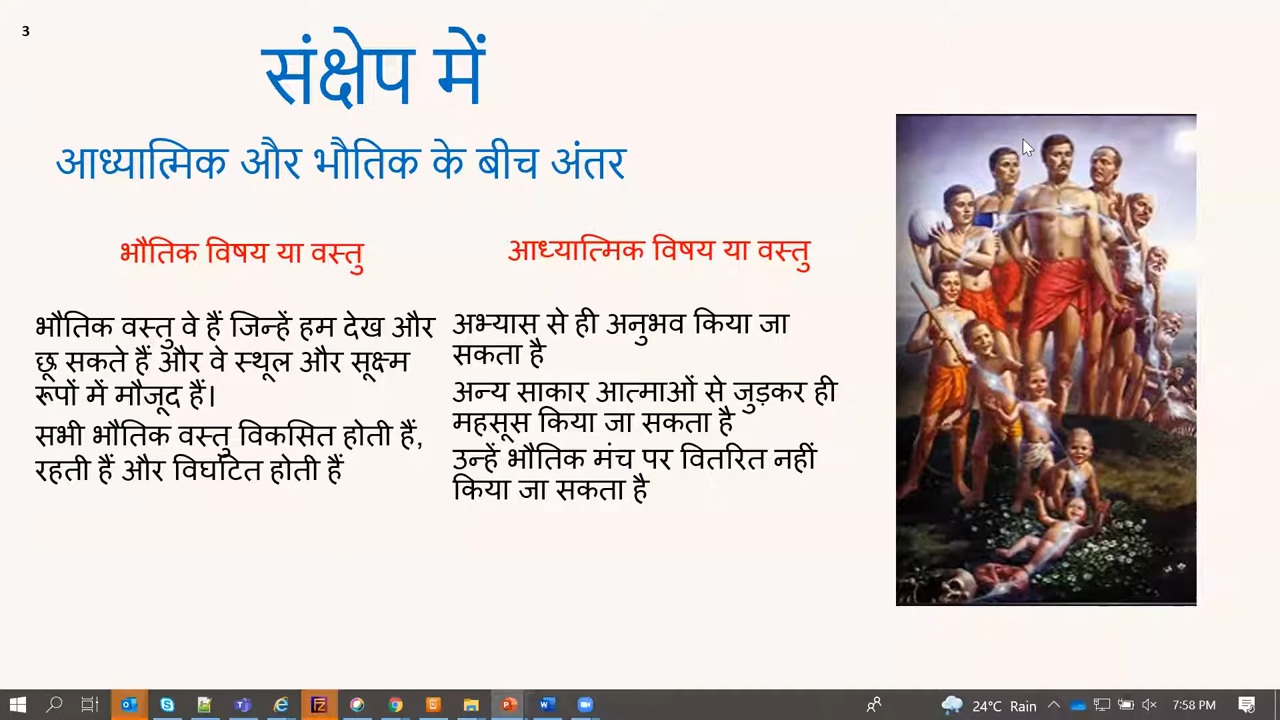 3
संक्षेप में
आध्यात्मिक और भौतिक के बीच अंतर
भौतिक विषय या वस्तु
भौतिक वस्तु वे हैं जिन्हें हम देख और
छू सकते हैं और वे स्थूल और सूक्ष्म
रूपों में मौजूद हैं।
सभी भौतिक वस्तु विकसित होती हैं,
रहती हैं और विघटित होती हैं
आध्यात्मिक विषय या वस्तु
अभ्यास से ही अनुभव किया जा
सकता है
अन्य साकार आत्माओं से जुड़कर ही
महसूस किया जा सकता है
उन्हें भौतिक मंच पर वितरित नहीं
किया जा सकता है
24°C Rain
7:58 PM